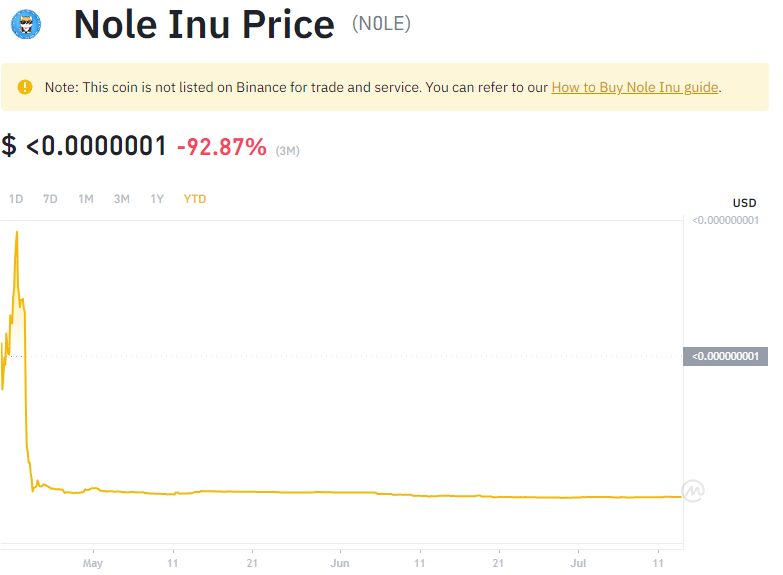 Nole Inu Price (N0LE)
Note: This coin is not listed on Binance for trade and service. You can refer to our How to Buy Nole Inu guide.
$ <0.0000001 -92.87% (3M)
1D 7D 1M 3M 1Y YTD
USD
<0.000000001
<0.000000001
May 11 21 Jun 11 21 Jul 11